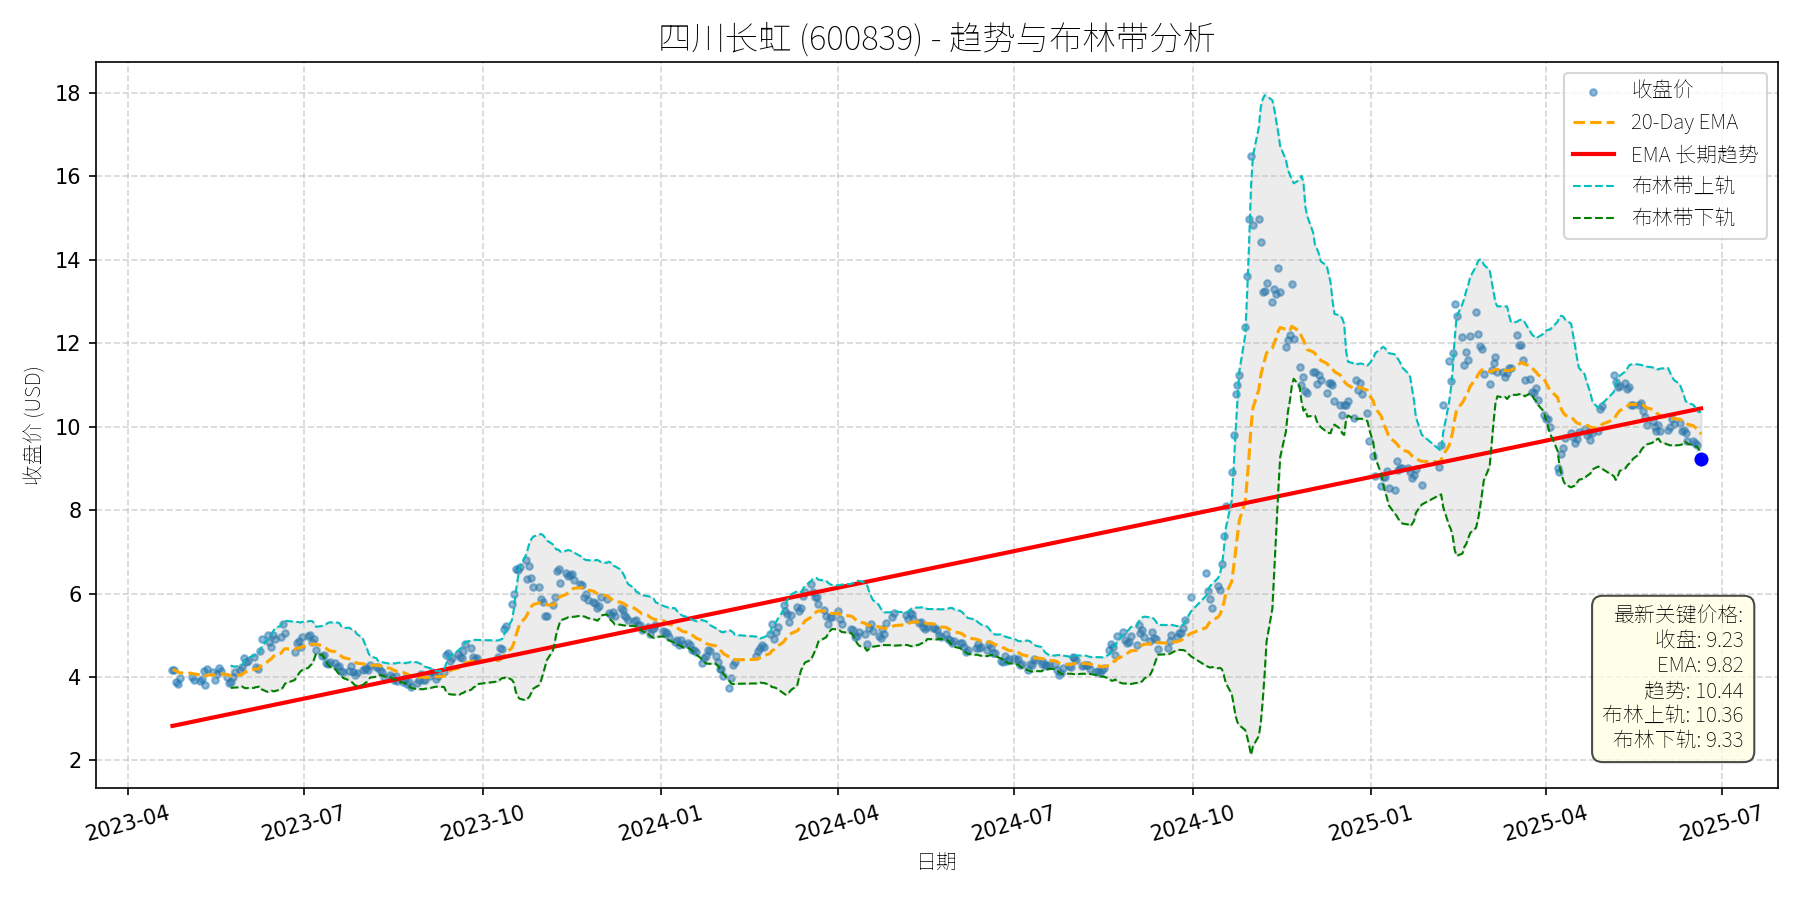 四川长虹 (600839) - 趋势与布林带分析
收盘价 (USD)
18
16
14
12
10
8
6
4
2
收盘价
20-Day EMA
EMA 长期趋势
布林带上轨
布林带下轨
最新关键价格:
收盘: 9.23
EMA: 9.82
趋势: 10.44
布林上轨: 10.36
布林下轨: 9.33
2023-04
2023-07
2023-10
2024-01
2024-04
2024-07
2024-10
2025-01
2025-04
2025-07
日期